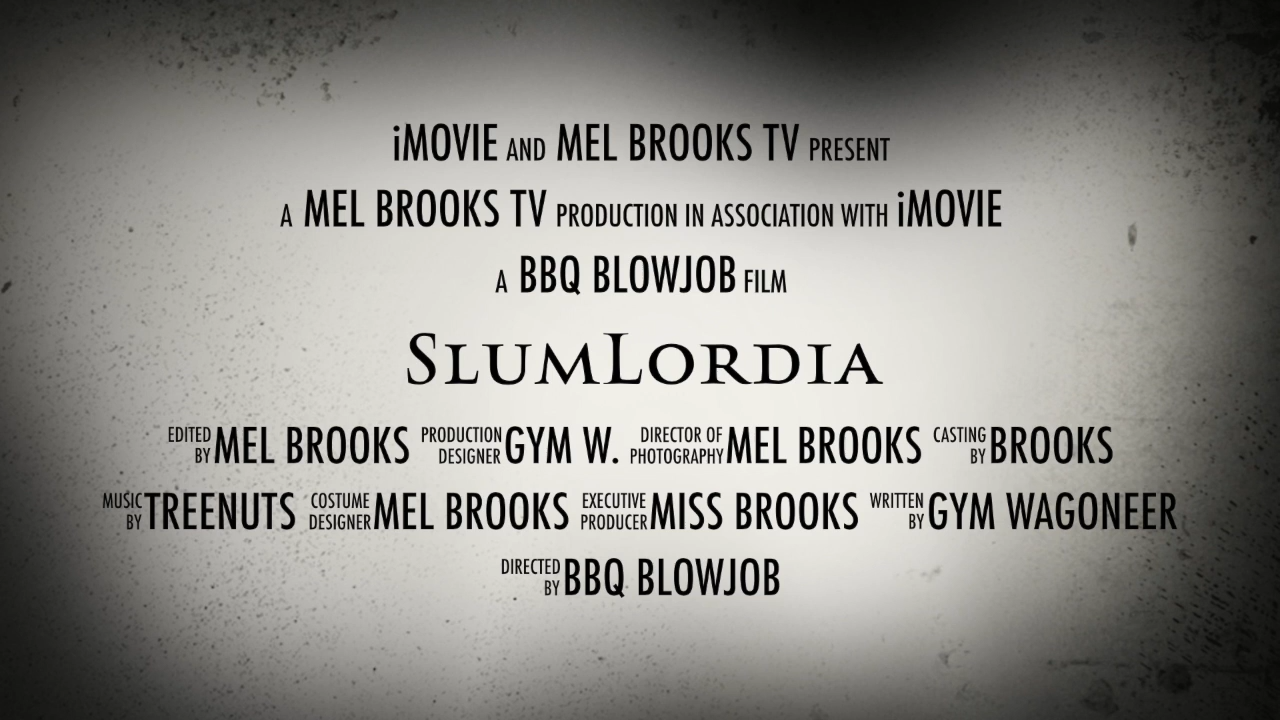 iMOVIE AND MEL BROOKS TV PRESENT
A MEL BROOKS TV PRODUCTION IN ASSOCIATION WITH iMOVIE
A BBQ BLOWJOB FILM
SLUMLORDIA
EDITED BY MEL BROOKS PRODUCTION DESIGNER GYM W. DIRECTOR OF PHOTOGRAPHY MEL BROOKS CASTING BY BROOKS
MUSIC BY TREENUTS COSTUME DESIGNER MEL BROOKS EXECUTIVE PRODUCER MISS BROOKS WRITTEN BY GYM WAGONEER
DIRECTED BY BBQ BLOWJOB